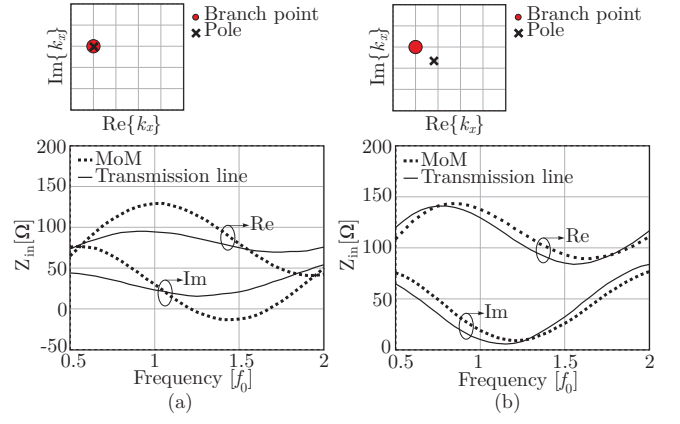 Branch point
Pole
Im{kₓ}
Re{kₓ}
Branch point
Pole
Im{kₓ}
Re{kₓ}
200
150
100
50
0
-50
Z_in[Ω]
MoM
Transmission line
Re
Im
0.5 1 1.5 2
Frequency [f₀]
(a)
200
150
100
50
0
Z_in[Ω]
MoM
Transmission line
Re
Im
0.5 1 1.5 2
Frequency [f₀]
(b)